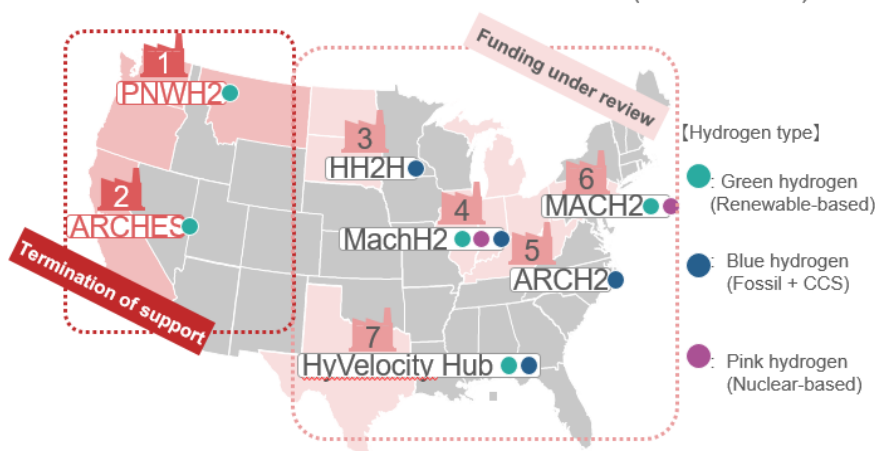 Funding under review
1
PNWH2
2
ARCHES
Termination of support
3
HH2H
4
MachH2
5
ARCH2
6
MACH2
7
HyVelocity Hub
【Hydrogen type】
: Green hydrogen
(Renewable-based)
: Blue hydrogen
(Fossil + CCS)
: Pink hydrogen
(Nuclear-based)